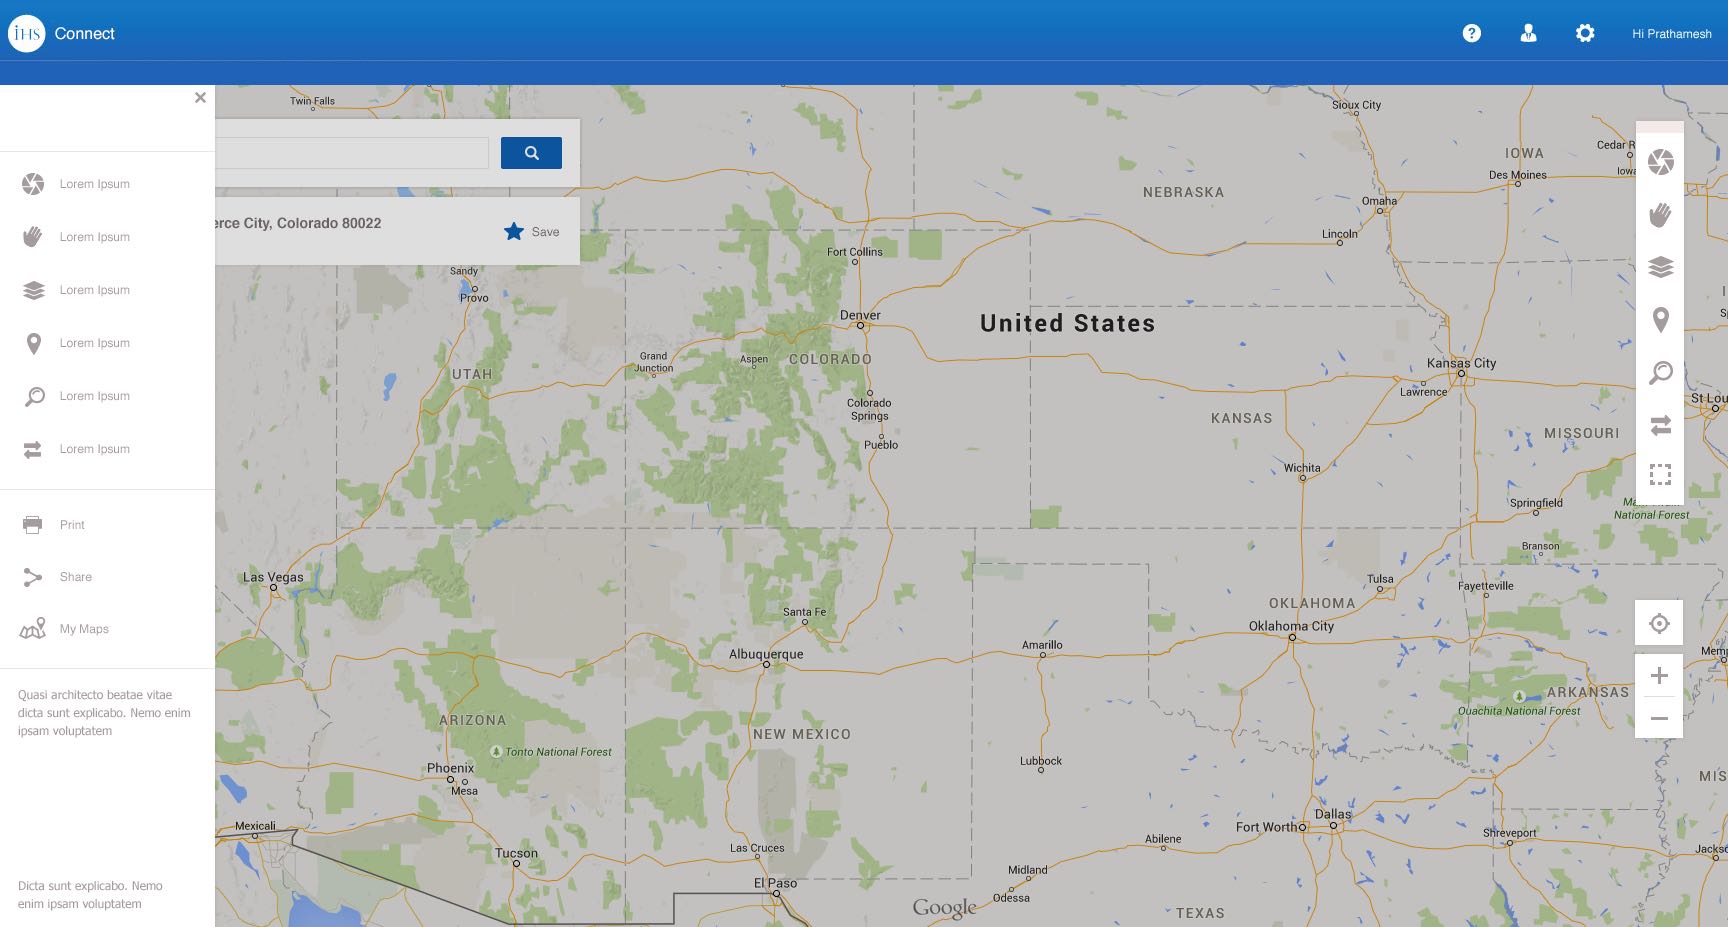 iHS Connect
Hi Prathamesh
Lorem Ipsum
Lorem Ipsum
Lorem Ipsum
Lorem Ipsum
Lorem Ipsum
Lorem Ipsum
Print
Share
My Maps
Quasi architecto beatae vitae
dicta sunt explicabo. Nemo enim
ipsam voluptatem
Dicta sunt explicabo. Nemo
enim ipsam voluptatem
erce City, Colorado 80022
Save
Twin Falls
Sioux City
IOWA
Cedar R
Iowa
Des Moines
NEBRASKA
Omaha
Lincoln
Fort Collins
Sandy
Provo
Denver
United States
Grand
Junction
Aspen
COLORADO
UTAH
Kansas City
Lawrence
St Lou
Colorado
Springs
KANSAS
MISSOURI
Pueblo
Wichita
Springfield
National Forest
Branson
Las Vegas
Tulsa
Fayetteville
OKLAHOMA
Santa Fe
Oklahoma City
Amarillo
Albuquerque
Memp
ARKANSAS
Ouachita National Forest
ARIZONA
NEW MEXICO
Tonto National Forest
Lubbock
Phoenix
Mesa
MIS
Mexicali
Dallas
Fort Worth
Abilene
Shreveport
Las Cruces
Jackso
Tucson
Midland
El Paso
Odessa
Google
TEXAS